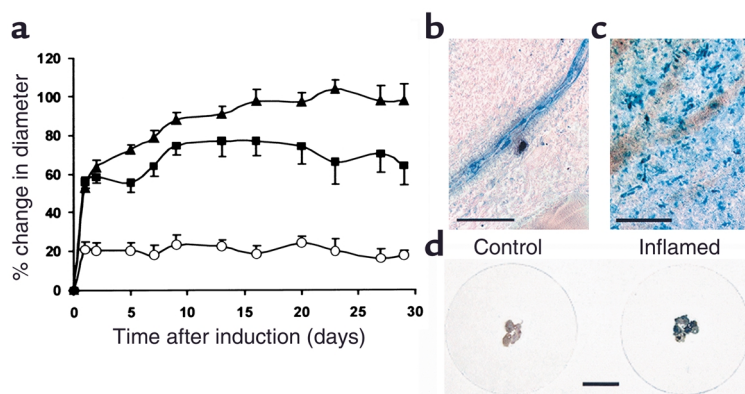 a
b
c
120
100
80
60
40
20
0
% change in diameter
0 5 10 15 20 25 30
Time after induction (days)
d
Control
Inflamed